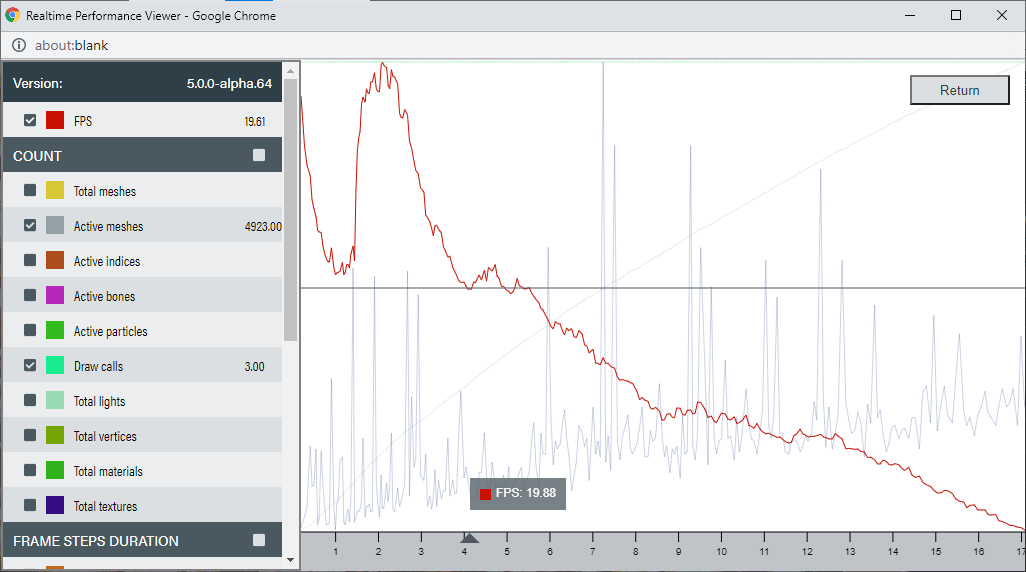 Realtime Performance Viewer - Google Chrome
about:blank
Version: 5.0.0-alpha.64
FPS 19.61
COUNT
Total meshes
Active meshes 4923.00
Active indices
Active bones
Active particles
Draw calls 3.00
Total lights
Total vertices
Total materials
Total textures
FRAME STEPS DURATION
Return
FPS: 19.88
1 2 3 4 5 6 7 8 9 10 11 12 13 14 15 16 17